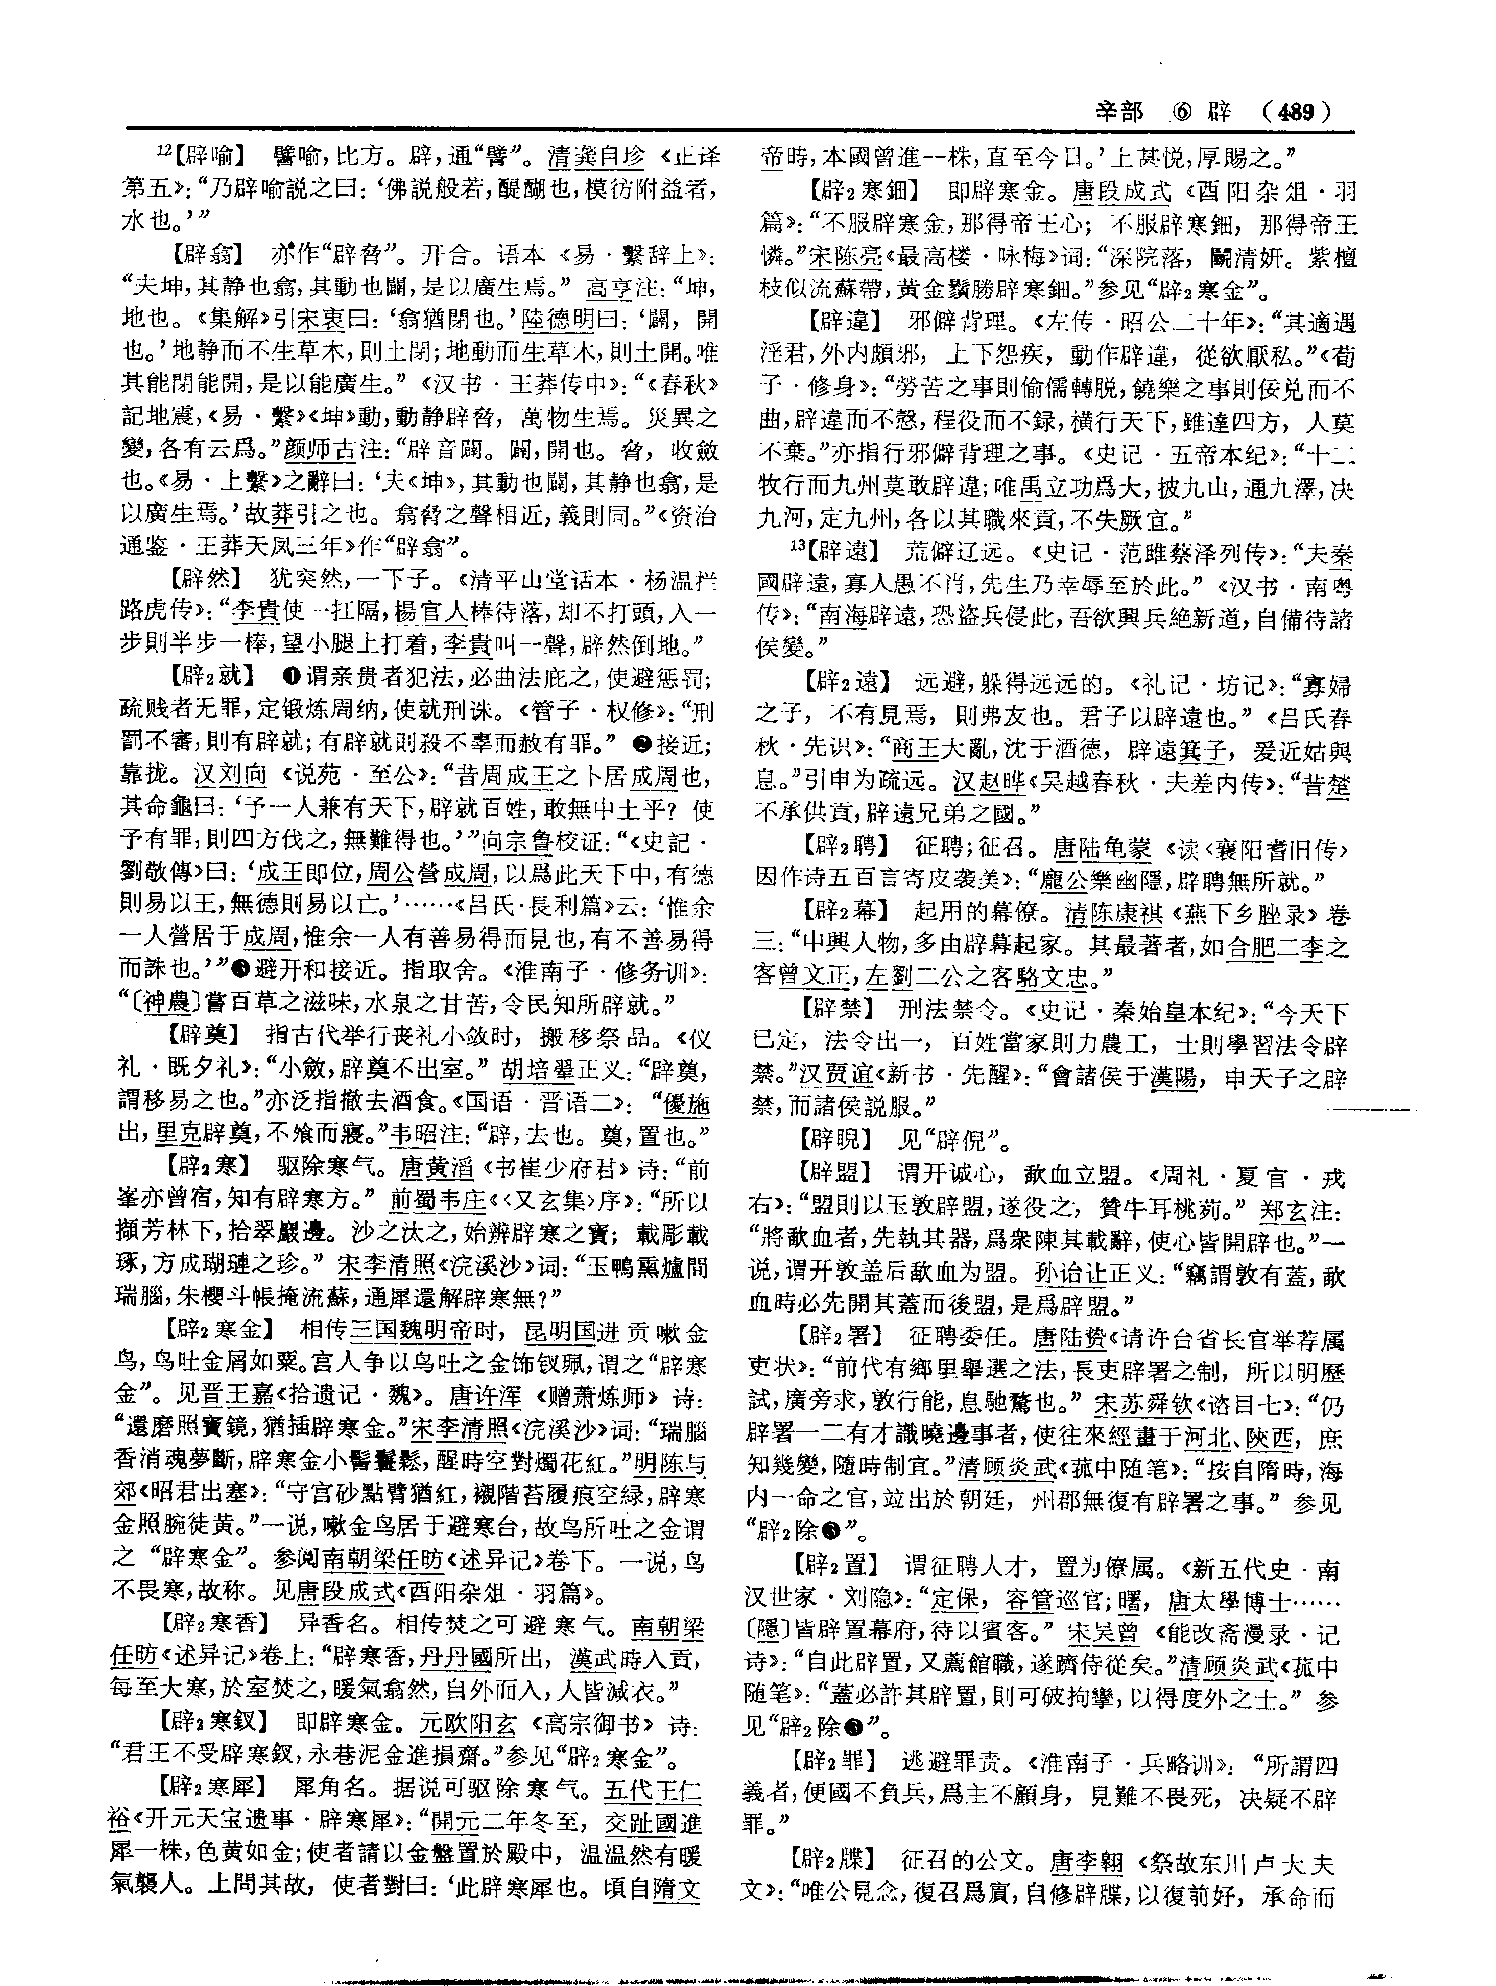 辛部　⑥　辟　（489）
12【辟喻】　譬喻，比方。辟，通“譬”。清龚自珍《正译
第五》：“乃辟喻説之曰：‘佛説般若，醍醐也，模彷附益者，
水也。’”
【辟翕】　亦作“辟脅”。开合。语本《易·繫辞上》：
“夫坤，其静也翕，其動也闢，是以廣生焉。”高亨注：“坤，
地也。《集解》引宋衷曰：‘翕猶閉也。’陸德明曰：‘闢，開
也。’地静而不生草木，則土閉；地動而生草木，則土開。唯
其能閉能開，是以能廣生。”《汉书·王莽传中》：“《春秋》
記地震，《易·繫》《坤》動，動静辟脅，萬物生焉。災異之
變，各有云爲。”颜师古注：“辟音闢。闢，開也。脅，收斂
也。《易·上繫》之辭曰：‘夫《坤》，其動也闢，其静也翕，是
以廣生焉。’故莽引之也。翕脅之聲相近，義則同。”《资治
通鉴·王莽天凤三年》作“辟翕”。
【辟然】　犹突然，一下子。《清平山堂话本·杨温拦
路虎传》：“李貴使一扛隔，楊官人棒待落，却不打頭，入一
步則半步一棒，望小腿上打着，李貴叫一聲，辟然倒地。”
【辟2就】　❶谓亲贵者犯法，必曲法庇之，使避惩罚；
疏贱者无罪，定锻炼周纳，使就刑诛。《管子·权修》：“刑
罰不審，則有辟就；有辟就則殺不辜而赦有罪。”❷接近；
靠拢。汉刘向《说苑·至公》：“昔周成王之卜居成周也，
其命龜曰：‘予一人兼有天下，辟就百姓，敢無中土乎？使
予有罪，則四方伐之，無難得也。’”向宗鲁校证：“《史記·
劉敬傳》曰：‘成王即位，周公營成周，以爲此天下中，有德
則易以王，無德則易以亡。’……《吕氏·長利篇》云：‘惟余
一人營居于成周，惟余一人有善易得而見也，有不善易得
而誅也。’”❸避开和接近。指取舍。《淮南子·修务训》：
“〔神農〕嘗百草之滋味，水泉之甘苦，令民知所辟就。”
【辟奠】　指古代举行丧礼小敛时，搬移祭品。《仪
礼·既夕礼》：“小斂，辟奠不出室。”胡培翬正义：“辟奠，
謂移易之也。”亦泛指撤去酒食。《国语·晋语二》：“優施
出，里克辟奠，不飧而寢。”韦昭注：“辟，去也。奠，置也。”
【辟2寒】　驱除寒气。唐黄滔《书崔少府君》诗：“前
峯亦曾宿，知有辟寒方。”前蜀韦庄《〈又玄集〉序》：“所以
擷芳林下，拾翠巖邊。沙之汰之，始辨辟寒之寳；載彫載
琢，方成瑚璉之珍。”宋李清照《浣溪沙》词：“玉鴨熏爐閒
瑞腦，朱櫻斗帳掩流蘇，通犀還解辟寒無？”
【辟2寒金】　相传三国魏明帝时，昆明国进贡嗽金
鸟，鸟吐金屑如粟。宫人争以鸟吐之金饰钗珮，谓之“辟寒
金”。见晋王嘉《拾遗记·魏》。唐许浑《赠萧炼师》诗：
“還磨照寳鏡，猶插辟寒金。”宋李清照《浣溪沙》词：“瑞腦
香消魂夢斷，辟寒金小髻鬟鬆，醒時空對燭花紅。”明陈与
郊《昭君出塞》：“守宫砂點臂猶紅，襯階苔履痕空緑，辟寒
金照腕徒黄。”一说，嗽金鸟居于避寒台，故鸟所吐之金谓
之“辟寒金”。参阅南朝梁任昉《述异记》卷下。一说，鸟
不畏寒，故称。见唐段成式《酉阳杂俎·羽篇》。
【辟2寒香】　异香名。相传焚之可避寒气。南朝梁
任昉《述异记》卷上：“辟寒香，丹丹國所出，漢武時入貢，
每至大寒，於室焚之，暖氣翕然，自外而入，人皆減衣。”
【辟2寒釵】　即辟寒金。元欧阳玄《高宗御书》诗：
“君王不受辟寒釵，永巷泥金進損齋。”参见“辟2寒金”。
【辟2寒犀】　犀角名。据说可驱除寒气。五代王仁
裕《开元天宝遗事·辟寒犀》：“開元二年冬至，交趾國進
犀一株，色黄如金；使者請以金盤置於殿中，温温然有暖
氣襲人。上問其故，使者對曰：‘此辟寒犀也。頃自隋文
帝時，本國曾進一株，直至今日。’上甚悦，厚賜之。”
【辟2寒鈿】　即辟寒金。唐段成式《酉阳杂俎·羽
篇》：“不服辟寒金，那得帝王心；不服辟寒鈿，那得帝王
憐。”宋陈亮《最高楼·咏梅》词：“深院落，鬭清妍。紫檀
枝似流蘇帶，黄金鬚勝辟寒鈿。”参见“辟2寒金”。
【辟違】　邪僻背理。《左传·昭公二十年》：“其適遇
淫君，外内頗邪，上下怨疾，動作辟違，從欲厭私。”《荀
子·修身》：“勞苦之事則偷儒轉脱，饒樂之事則佞兑而不
曲，辟違而不慤，程役而不録，横行天下，雖達四方，人莫
不棄。”亦指行邪僻背理之事。《史记·五帝本纪》：“十二
牧行而九州莫敢辟違；唯禹立功爲大，披九山，通九澤，决
九河，定九州，各以其職來貢，不失厥宜。”
13【辟遠】　荒僻辽远。《史记·范雎蔡泽列传》：“夫秦
國辟遠，寡人愚不肖，先生乃幸辱至於此。”《汉书·南粤
传》：“南海辟遠，恐盗兵侵此，吾欲興兵絶新道，自備待諸
侯變。”
【辟2遠】　远避，躲得远远的。《礼记·坊记》：“寡婦
之子，不有見焉，則弗友也。君子以辟遠也。”《吕氏春
秋·先识》：“商王大亂，沈于酒德，辟遠箕子，爰近姑與
息。”引申为疏远。汉赵晔《吴越春秋·夫差内传》：“昔楚
不承供貢，辟遠兄弟之國。”
【辟2聘】　征聘；征召。唐陆龟蒙《读〈襄阳耆旧传〉
因作诗五百言寄皮袭美》：“龐公樂幽隱，辟聘無所就。”
【辟2幕】　起用的幕僚。清陈康祺《燕下乡脞录》卷
三：“中興人物，多由辟幕起家。其最著者，如合肥二李之
客曾文正，左劉二公之客駱文忠。”
【辟禁】　刑法禁令。《史记·秦始皇本纪》：“今天下
已定，法令出一，百姓當家則力農工，士則學習法令辟
禁。”汉贾谊《新书·先醒》：“會諸侯于漢陽，申天子之辟
禁，而諸侯説服。”
【辟睨】　见“辟倪”。
【辟盟】　谓开诚心，歃血立盟。《周礼·夏官·戎
右》：“盟則以玉敦辟盟，遂役之，贊牛耳桃茢。”郑玄注：
“將歃血者，先執其器，爲衆陳其載辭，使心皆開辟也。”一
说，谓开敦盖后歃血为盟。孙诒让正义：“竊謂敦有蓋，歃
血時必先開其蓋而後盟，是爲辟盟。”
【辟2署】　征聘委任。唐陆贽《请许台省长官举荐属
吏状》：“前代有鄉里舉選之法，長吏辟署之制，所以明歷
試，廣旁求，敦行能，息馳騖也。”宋苏舜钦《谘目七》：“仍
辟署一二有才識曉邊事者，使往來經畫于河北、陝西，庶
知幾變，隨時制宜。”清顾炎武《菰中随笔》：“按自隋時，海
内一命之官，竝出於朝廷，州郡無復有辟署之事。”参见
“辟2除❸”。
【辟2置】　谓征聘人才，置为僚属。《新五代史·南
汉世家·刘隐》：“定保，容管巡官；曙，唐太學博士……
〔隱〕皆辟置幕府，待以賓客。”宋吴曾《能改斋漫录·记
诗》：“自此辟置，又薦館職，遂躋侍從矣。”清顾炎武《菰中
随笔》：“蓋必許其辟置，則可破拘攣，以得度外之士。”参
见“辟2除❸”。
【辟2罪】　逃避罪责。《淮南子·兵略训》：“所謂四
義者，便國不負兵，爲主不顧身，見難不畏死，决疑不辟
罪。”
【辟2牒】　征召的公文。唐李翱《祭故东川卢大夫
文》：“唯公見念，復召爲賓，自修辟牒，以復前好，承命而